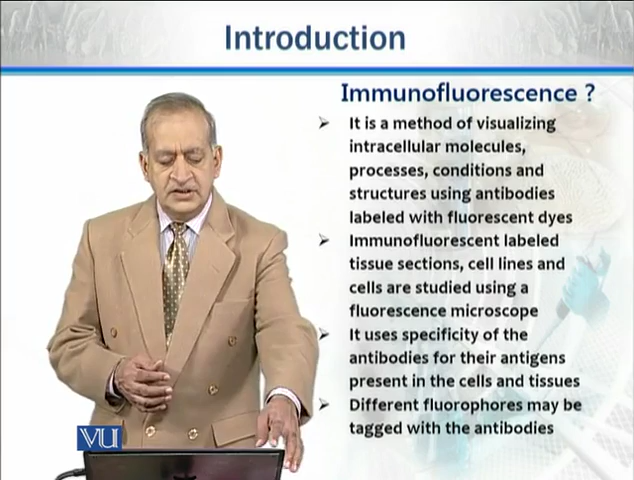 Introduction
Immunofluorescence ?
It is a method of visualizing
intracellular molecules,
processes, conditions and
structures using antibodies
labeled with fluorescent dyes
Immunofluorescent labeled
tissue sections, cell lines and
cells are studied using a
fluorescence microscope
It uses specificity of the
antibodies for their antigens
present in the cells and tissues
Different fluorophores may be
tagged with the antibodies
VU